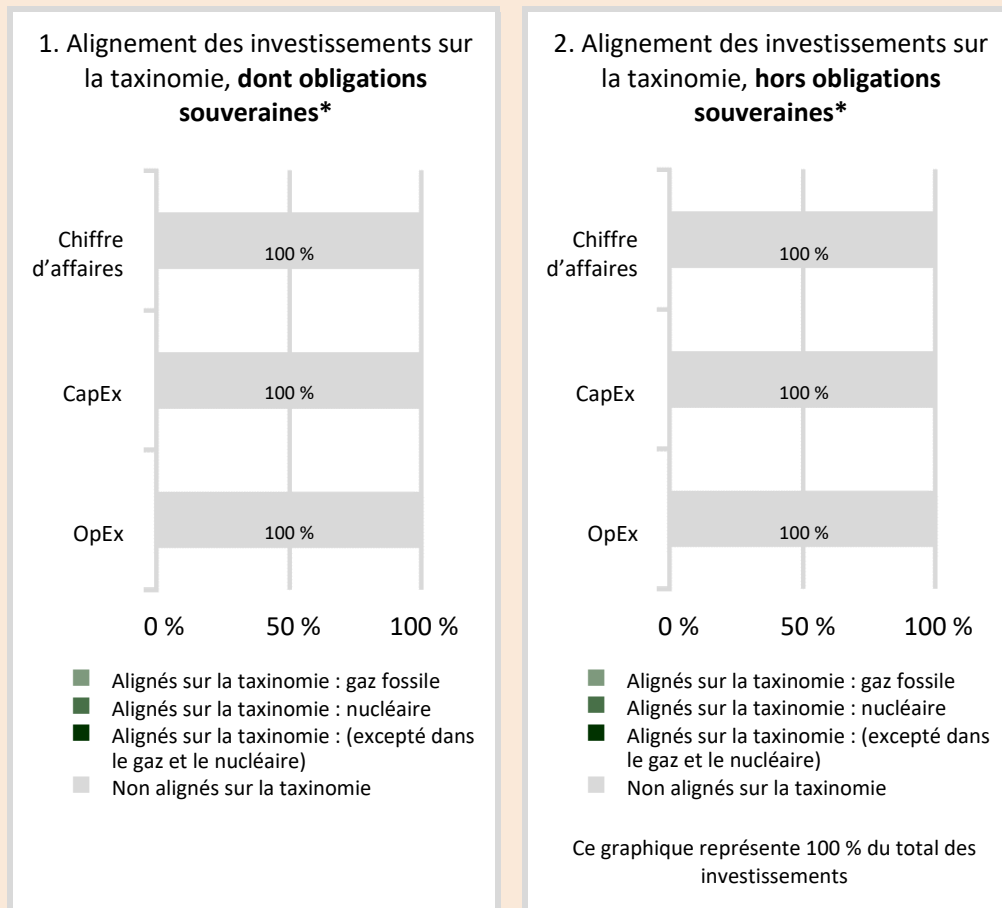 1. Alignement des investissements sur
la taxinomie, dont obligations
souveraines*
Chiffre
d’affaires
100 %
CapEx
100 %
OpEx
100 %
0 % 50 % 100 %
Alignés sur la taxinomie : gaz fossile
Alignés sur la taxinomie : nucléaire
Alignés sur la taxinomie : (excepté dans
le gaz et le nucléaire)
Non alignés sur la taxinomie
2. Alignement des investissements sur
la taxinomie, hors obligations
souveraines*
Chiffre
d’affaires
100 %
CapEx
100 %
OpEx
100 %
0 % 50 % 100 %
Alignés sur la taxinomie : gaz fossile
Alignés sur la taxinomie : nucléaire
Alignés sur la taxinomie : (excepté dans
le gaz et le nucléaire)
Non alignés sur la taxinomie
Ce graphique représente 100 % du total des
investissements